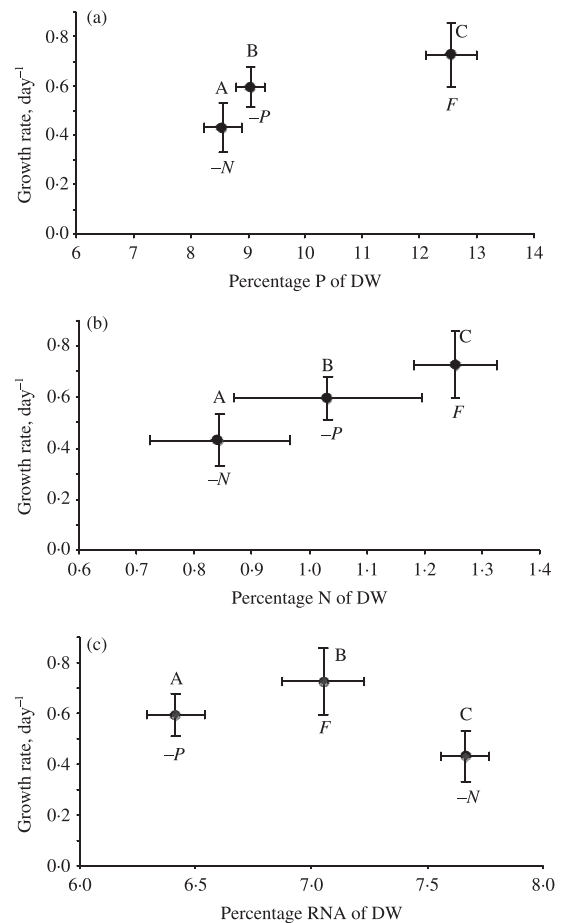 (a)
C
0·8
B
0·6
A
F
–P
0·4
–N
0·2
0·0
6 7 8 9 10 11 12 13 14
Growth rate, day⁻¹
Percentage P of DW
(b)
C
0·8
B
0·6
A
F
–P
0·4
–N
0·2
0·0
0·6 0·7 0·8 0·9 1·0 1·1 1·2 1·3 1·4
Growth rate, day⁻¹
Percentage N of DW
(c)
B
0·8
A
C
0·6
F
–P
0·4
–N
0·2
0·0
6·0 6·5 7·0 7·5 8·0
Growth rate, day⁻¹
Percentage RNA of DW